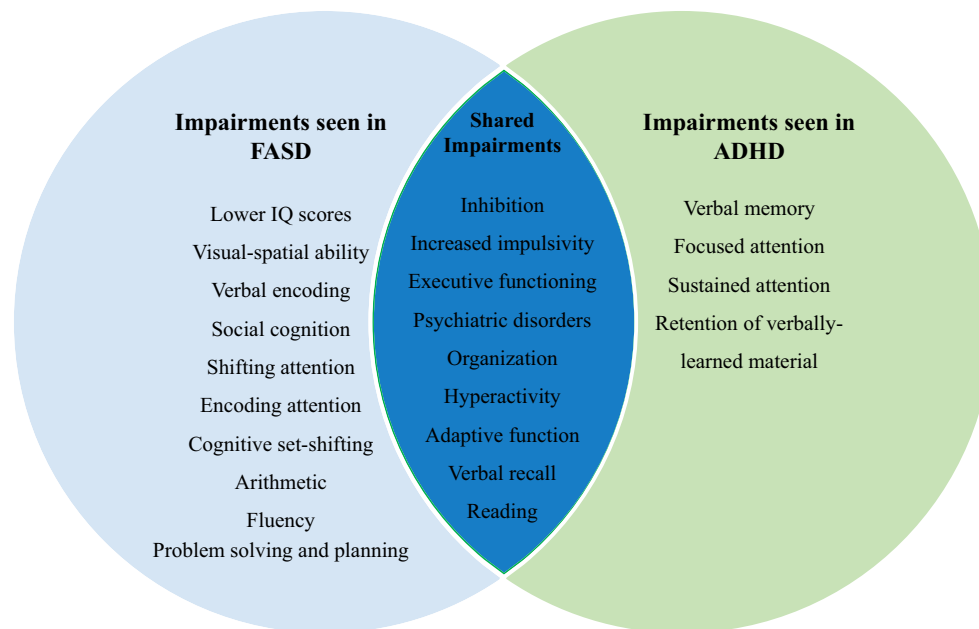 Impairments seen in
FASD
Lower IQ scores
Visual-spatial ability
Verbal encoding
Social cognition
Shifting attention
Encoding attention
Cognitive set-shifting
Arithmetic
Fluency
Problem solving and planning
Shared
Impairments
Inhibition
Increased impulsivity
Executive functioning
Psychiatric disorders
Organization
Hyperactivity
Adaptive function
Verbal recall
Reading
Impairments seen in
ADHD
Verbal memory
Focused attention
Sustained attention
Retention of verbally-
learned material